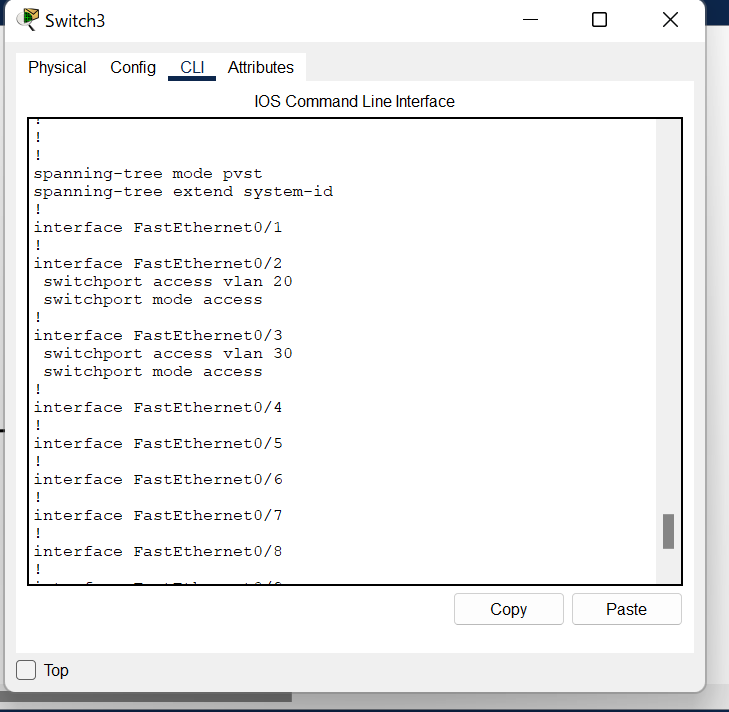 Switch3
Physical Config CLI Attributes
IOS Command Line Interface
!
!
!
spanning-tree mode pvst
spanning-tree extend system-id
!
interface FastEthernet0/1
!
interface FastEthernet0/2
 switchport access vlan 20
 switchport mode access
!
interface FastEthernet0/3
 switchport access vlan 30
 switchport mode access
!
interface FastEthernet0/4
!
interface FastEthernet0/5
!
interface FastEthernet0/6
!
interface FastEthernet0/7
!
interface FastEthernet0/8
!
Copy Paste
Top